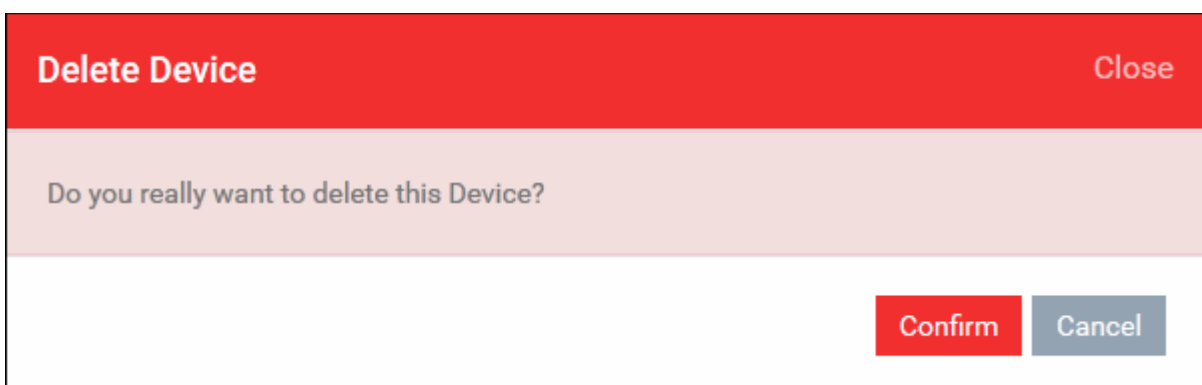 Delete Device
Close
Do you really want to delete this Device?
Confirm
Cancel